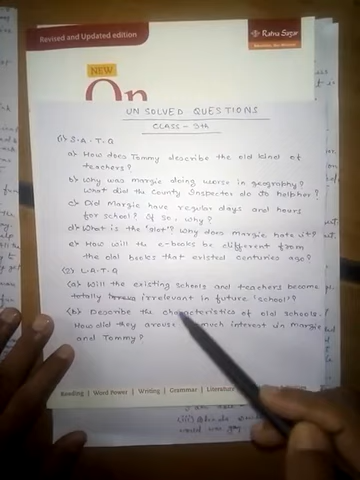 Revised and Updated edition
Ratna Sagar
NEW
On
UN SOLVED QUESTIONS
CLASS - 9th
(1) S.A.T.Q
a) How does Tommy describe the old kind of
teachers?
b) Why was margie doing worse in geography?
What did the County Inspector do to help her?
c) Did Margie have regular days and hours
for school? If so, why?
d) What is the 'slot'? Why does margie hate it?
e) How will the e-books be different from
the old books that existed centuries ago?
(2) L.A.T.Q
(a) Will the existing schools and teachers become
totally irrelevant in future 'school'?
(b) Describe the characteristics of old schools.
How did they arouse much interest in Margie
and Tommy?
Reading | Word Power | Writing | Grammar | Literature